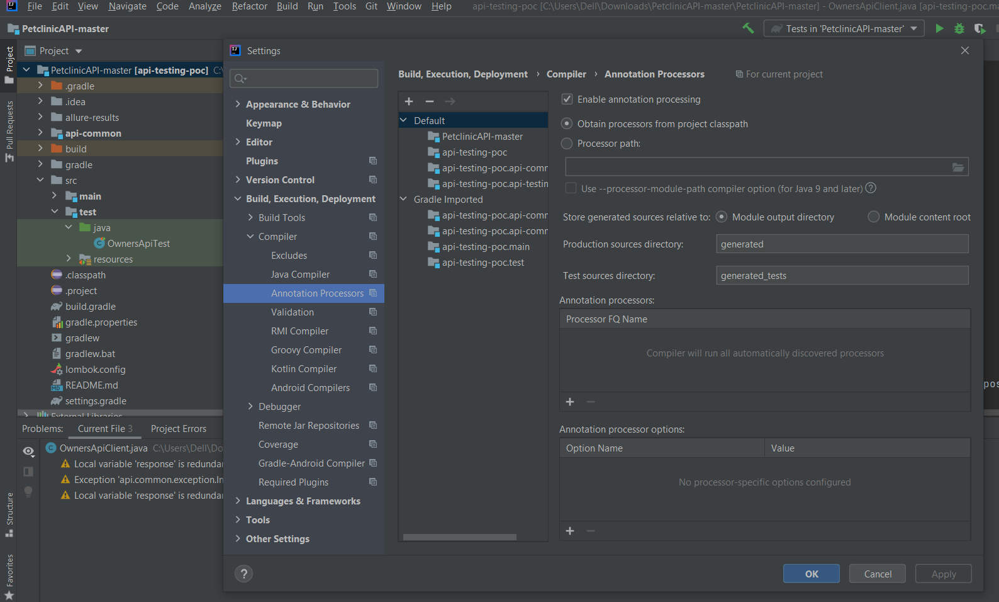 File Edit View Navigate Code Analyze Refactor Build Run Tools Git Window Help api-testing-poc [C:\Users\Dell\Downloads\PetclinicAPI-master\PetclinicAPI-master] - OwnersApiClient.java [api-testing-poc.ma
PetclinicAPI-master
Tests in 'PetclinicAPI-master'
Project
Pull Requests
Structure
Favorites
Project
PetclinicAPI-master [api-testing-poc] C:\
.gradle
.idea
allure-results
api-common
build
gradle
src
main
test
java
OwnersApiTest
resources
.classpath
.project
build.gradle
gradle.properties
gradlew
gradlew.bat
lombok.config
README.md
settings.gradle
External Libraries
Problems: Current File 3 Project Errors
OwnersApiClient.java C:\Users\Dell\Do
Local variable 'response' is redundar
Exception 'api.common.exception.In
Local variable 'response' is redundar
Settings
Appearance & Behavior
Keymap
Editor
Plugins
Version Control
Build, Execution, Deployment
Build Tools
Compiler
Excludes
Java Compiler
Annotation Processors
Validation
RMI Compiler
Groovy Compiler
Kotlin Compiler
Android Compilers
Debugger
Remote Jar Repositories
Coverage
Gradle-Android Compiler
Required Plugins
Languages & Frameworks
Tools
Other Settings
Build, Execution, Deployment › Compiler › Annotation Processors For current project
Default
PetclinicAPI-master
api-testing-poc
api-testing-poc.api-comm
api-testing-poc.api-testin
Gradle Imported
api-testing-poc.api-comm
api-testing-poc.api-comm
api-testing-poc.main
api-testing-poc.test
Enable annotation processing
Obtain processors from project classpath
Processor path:
Use --processor-module-path compiler option (for Java 9 and later) ?
Store generated sources relative to: Module output directory Module content root
Production sources directory: generated
Test sources directory: generated_tests
Annotation processors:
Processor FQ Name
Compiler will run all automatically discovered processors
Annotation processor options:
Option Name Value
No processor-specific options configured
pos
?
OK Cancel Apply